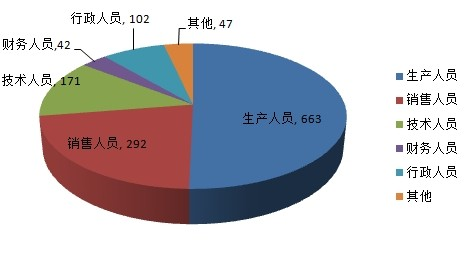 行政人员, 102
其他, 47
财务人员,42
技术人员, 171
生产人员, 663
销售人员, 292
生产人员
销售人员
技术人员
财务人员
行政人员
其他